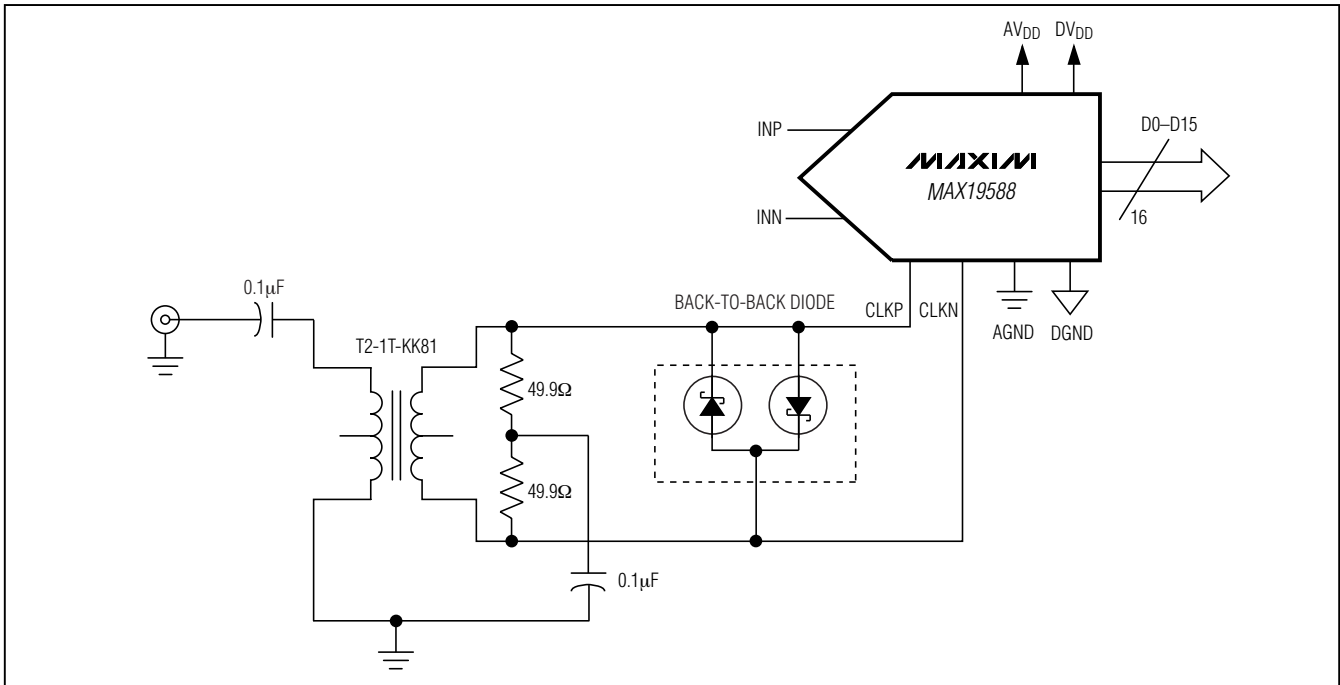 AVDD DVDD
INP
D0–D15
MAXIM
MAX19588
INN
16
0.1µF
BACK-TO-BACK DIODE
CLKP CLKN
AGND DGND
T2-1T-KK81
49.9Ω
49.9Ω
0.1µF